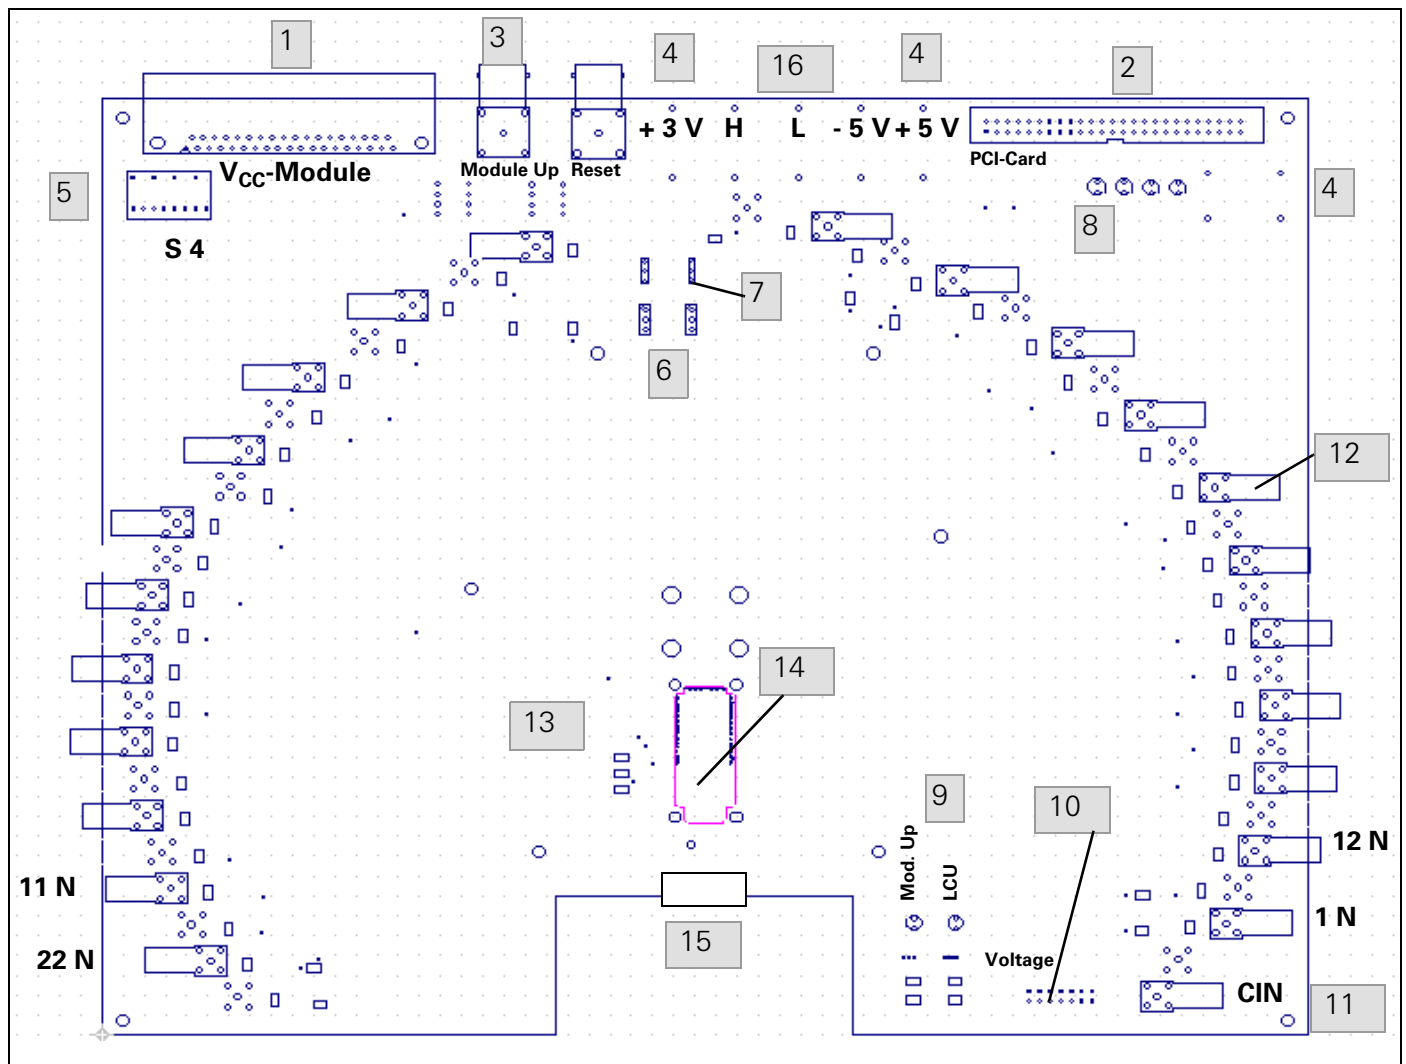 1
3
4
16
4
2
+ 3 V H L - 5 V + 5 V
PCI-Card
VCC-Module
Module Up Reset
5
4
8
S 4
7
6
12
14
13
9
10
12 N
Mod. Up
LCU
11 N
1 N
15
22 N
Voltage
CIN
11